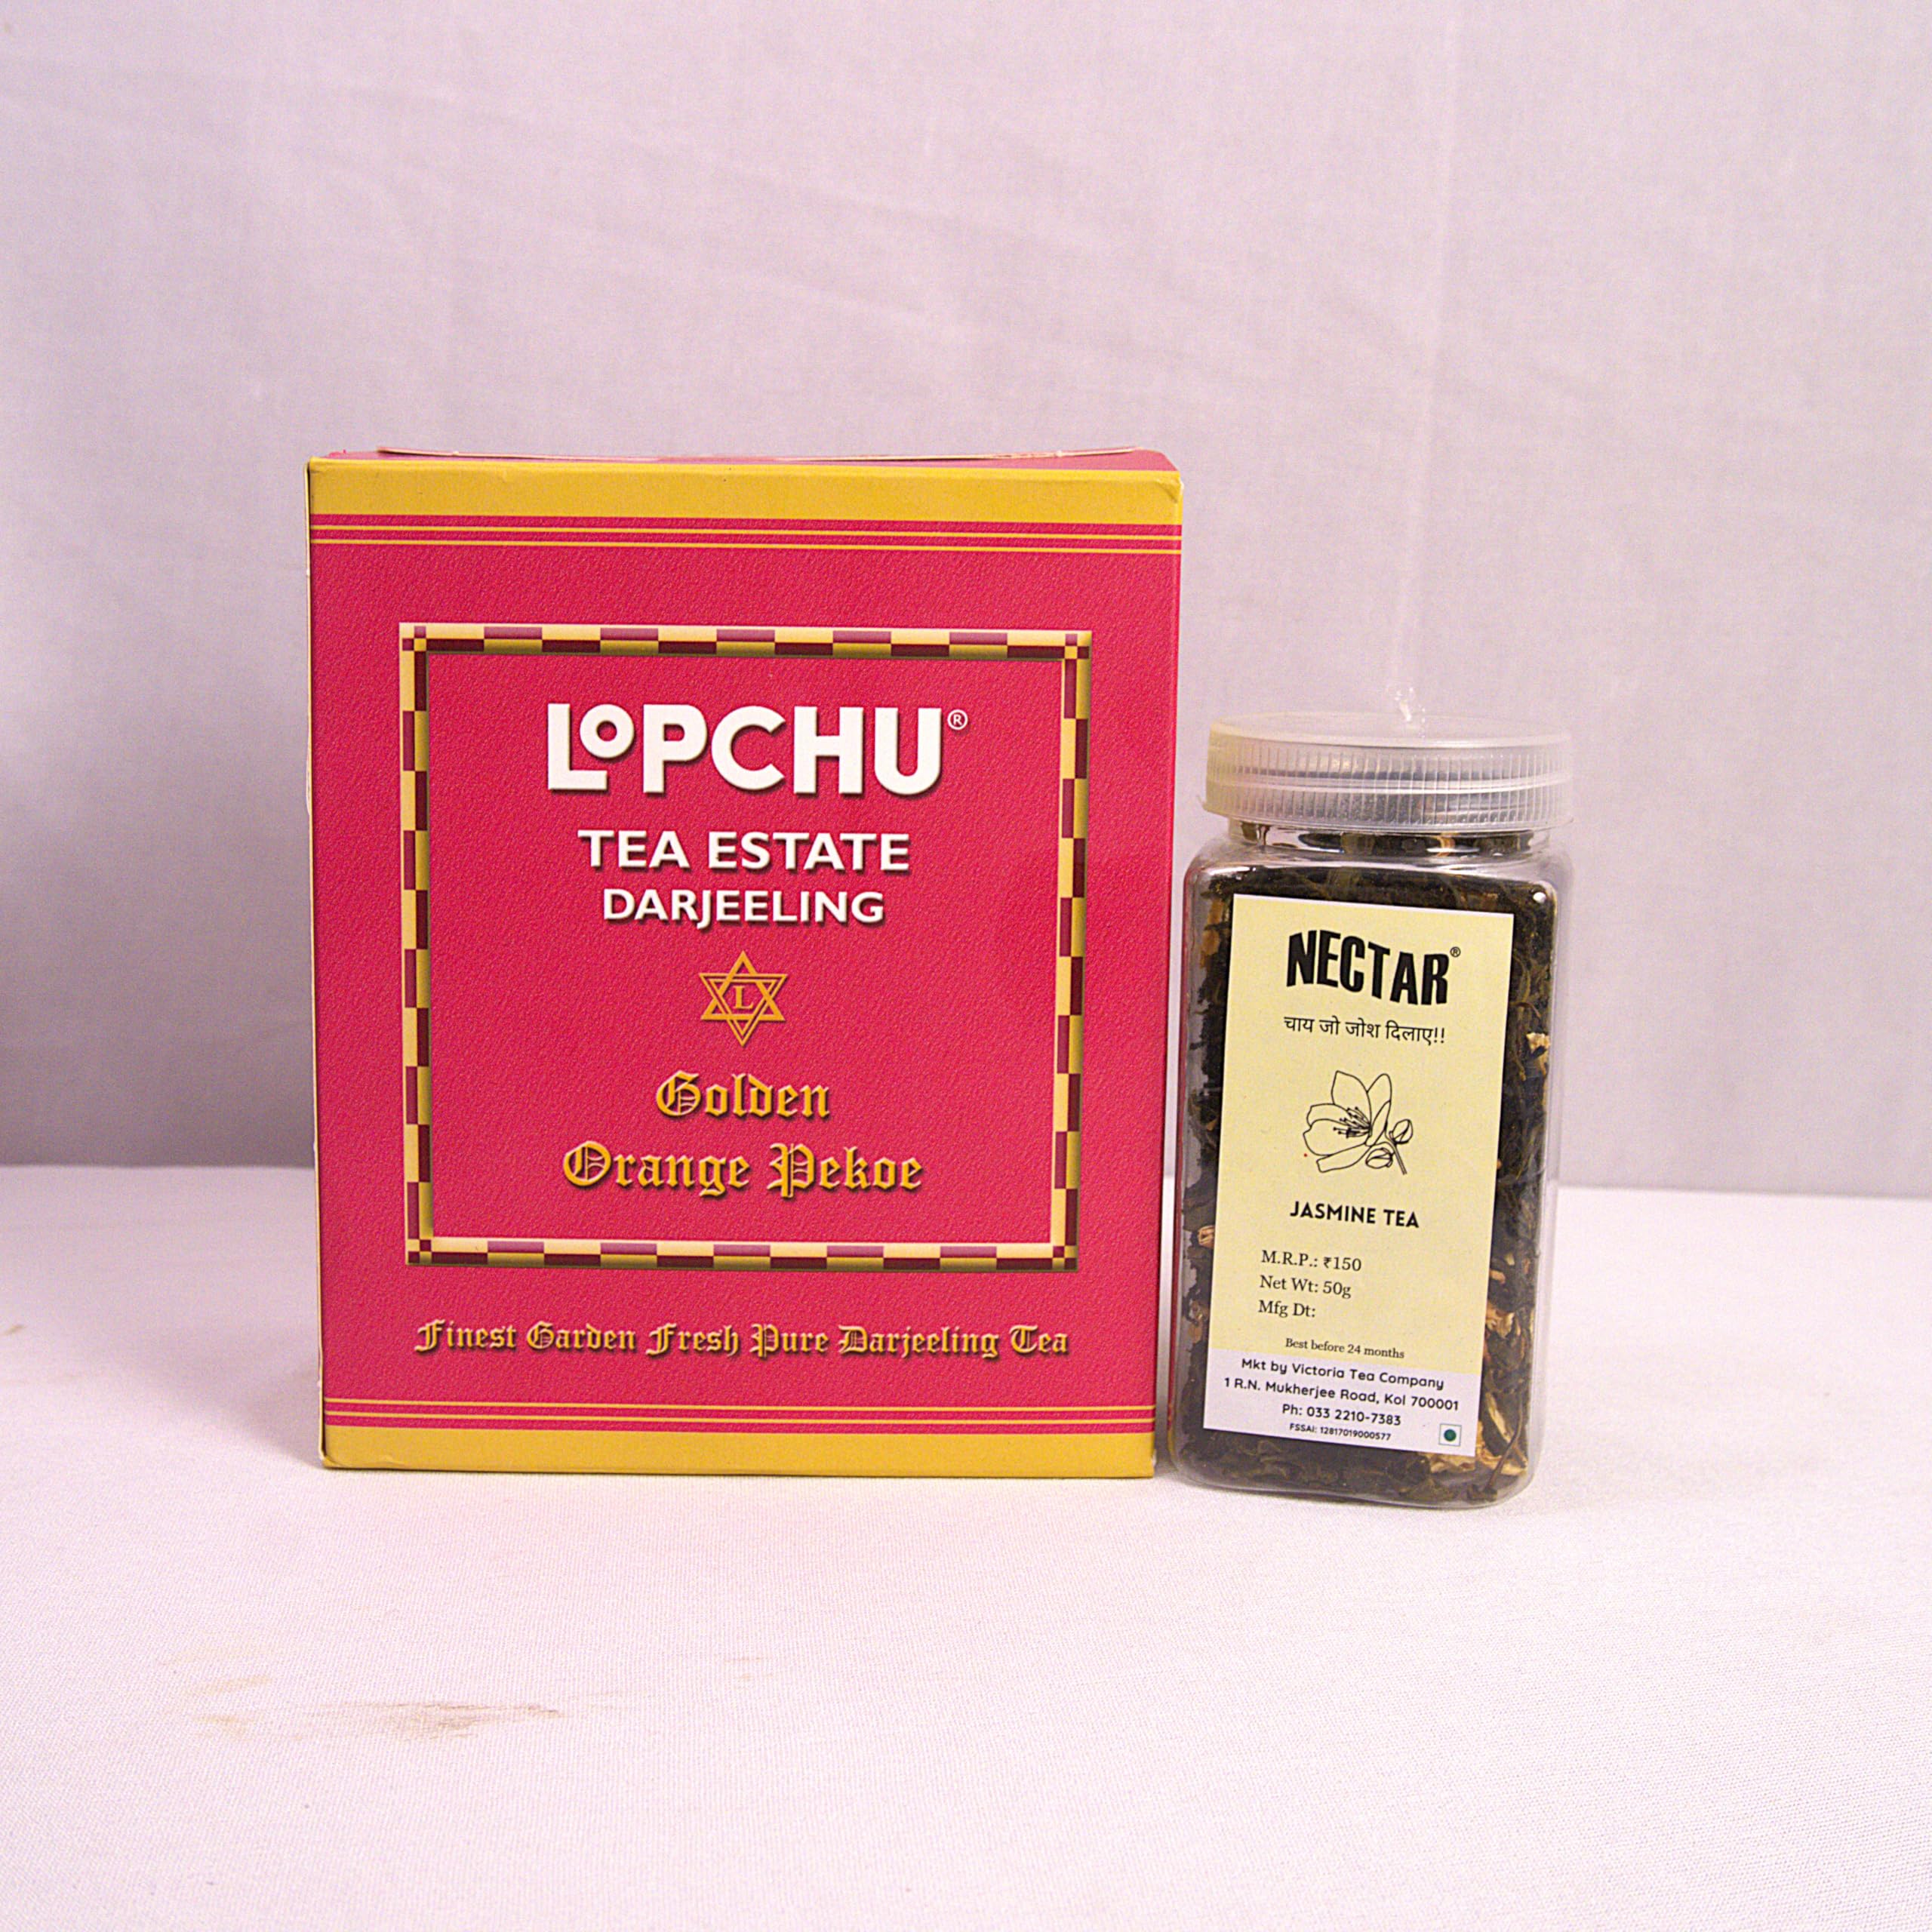 LOPCHU®
TEA ESTATE
DARJEELING
L
Golden
Orange Pekoe
Finest Garden Fresh Pure Darjeeling Tea
NECTAR®
चाय जो जोश दिलाए!!
JASMINE TEA
M.R.P.: ₹150
Net Wt: 50g
Mfg Dt:
Best before 24 months
Mkt by Victoria Tea Company
1 R.N. Mukherjee Road, Kol 700001
Ph: 033 2210-7383
FSSAI: 12817019000577